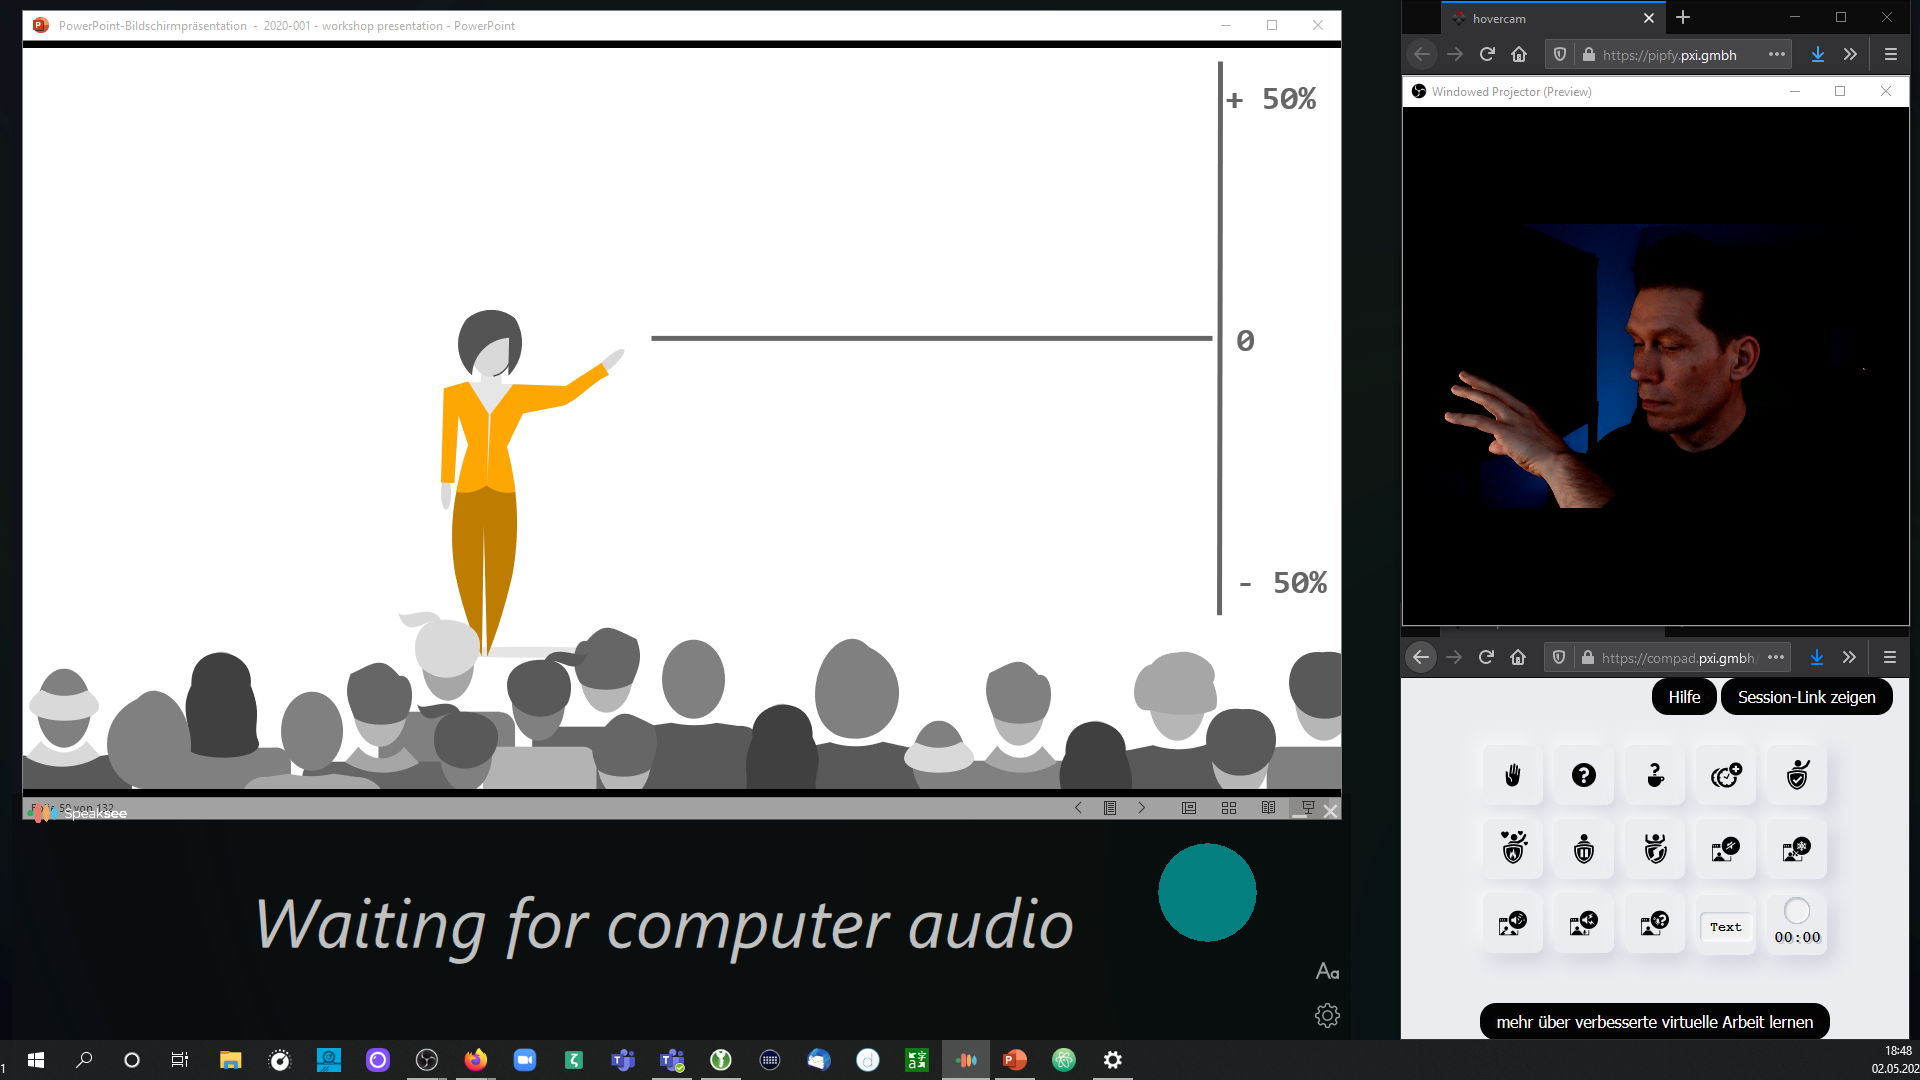 PowerPoint-Bildschirmpräsentation - 2020-001 - workshop presentation - PowerPoint
+ 50%
0
- 50%
50 von 132
Speaksee
Waiting for computer audio
Aa
hovercam
https://pipfy.pxi.gmbh
Windowed Projector (Preview)
https://compad.pxi.gmbh/
Hilfe
Session-Link zeigen
Text
00:00
mehr über verbesserte virtuelle Arbeit lernen
1
18:48
02.05.202